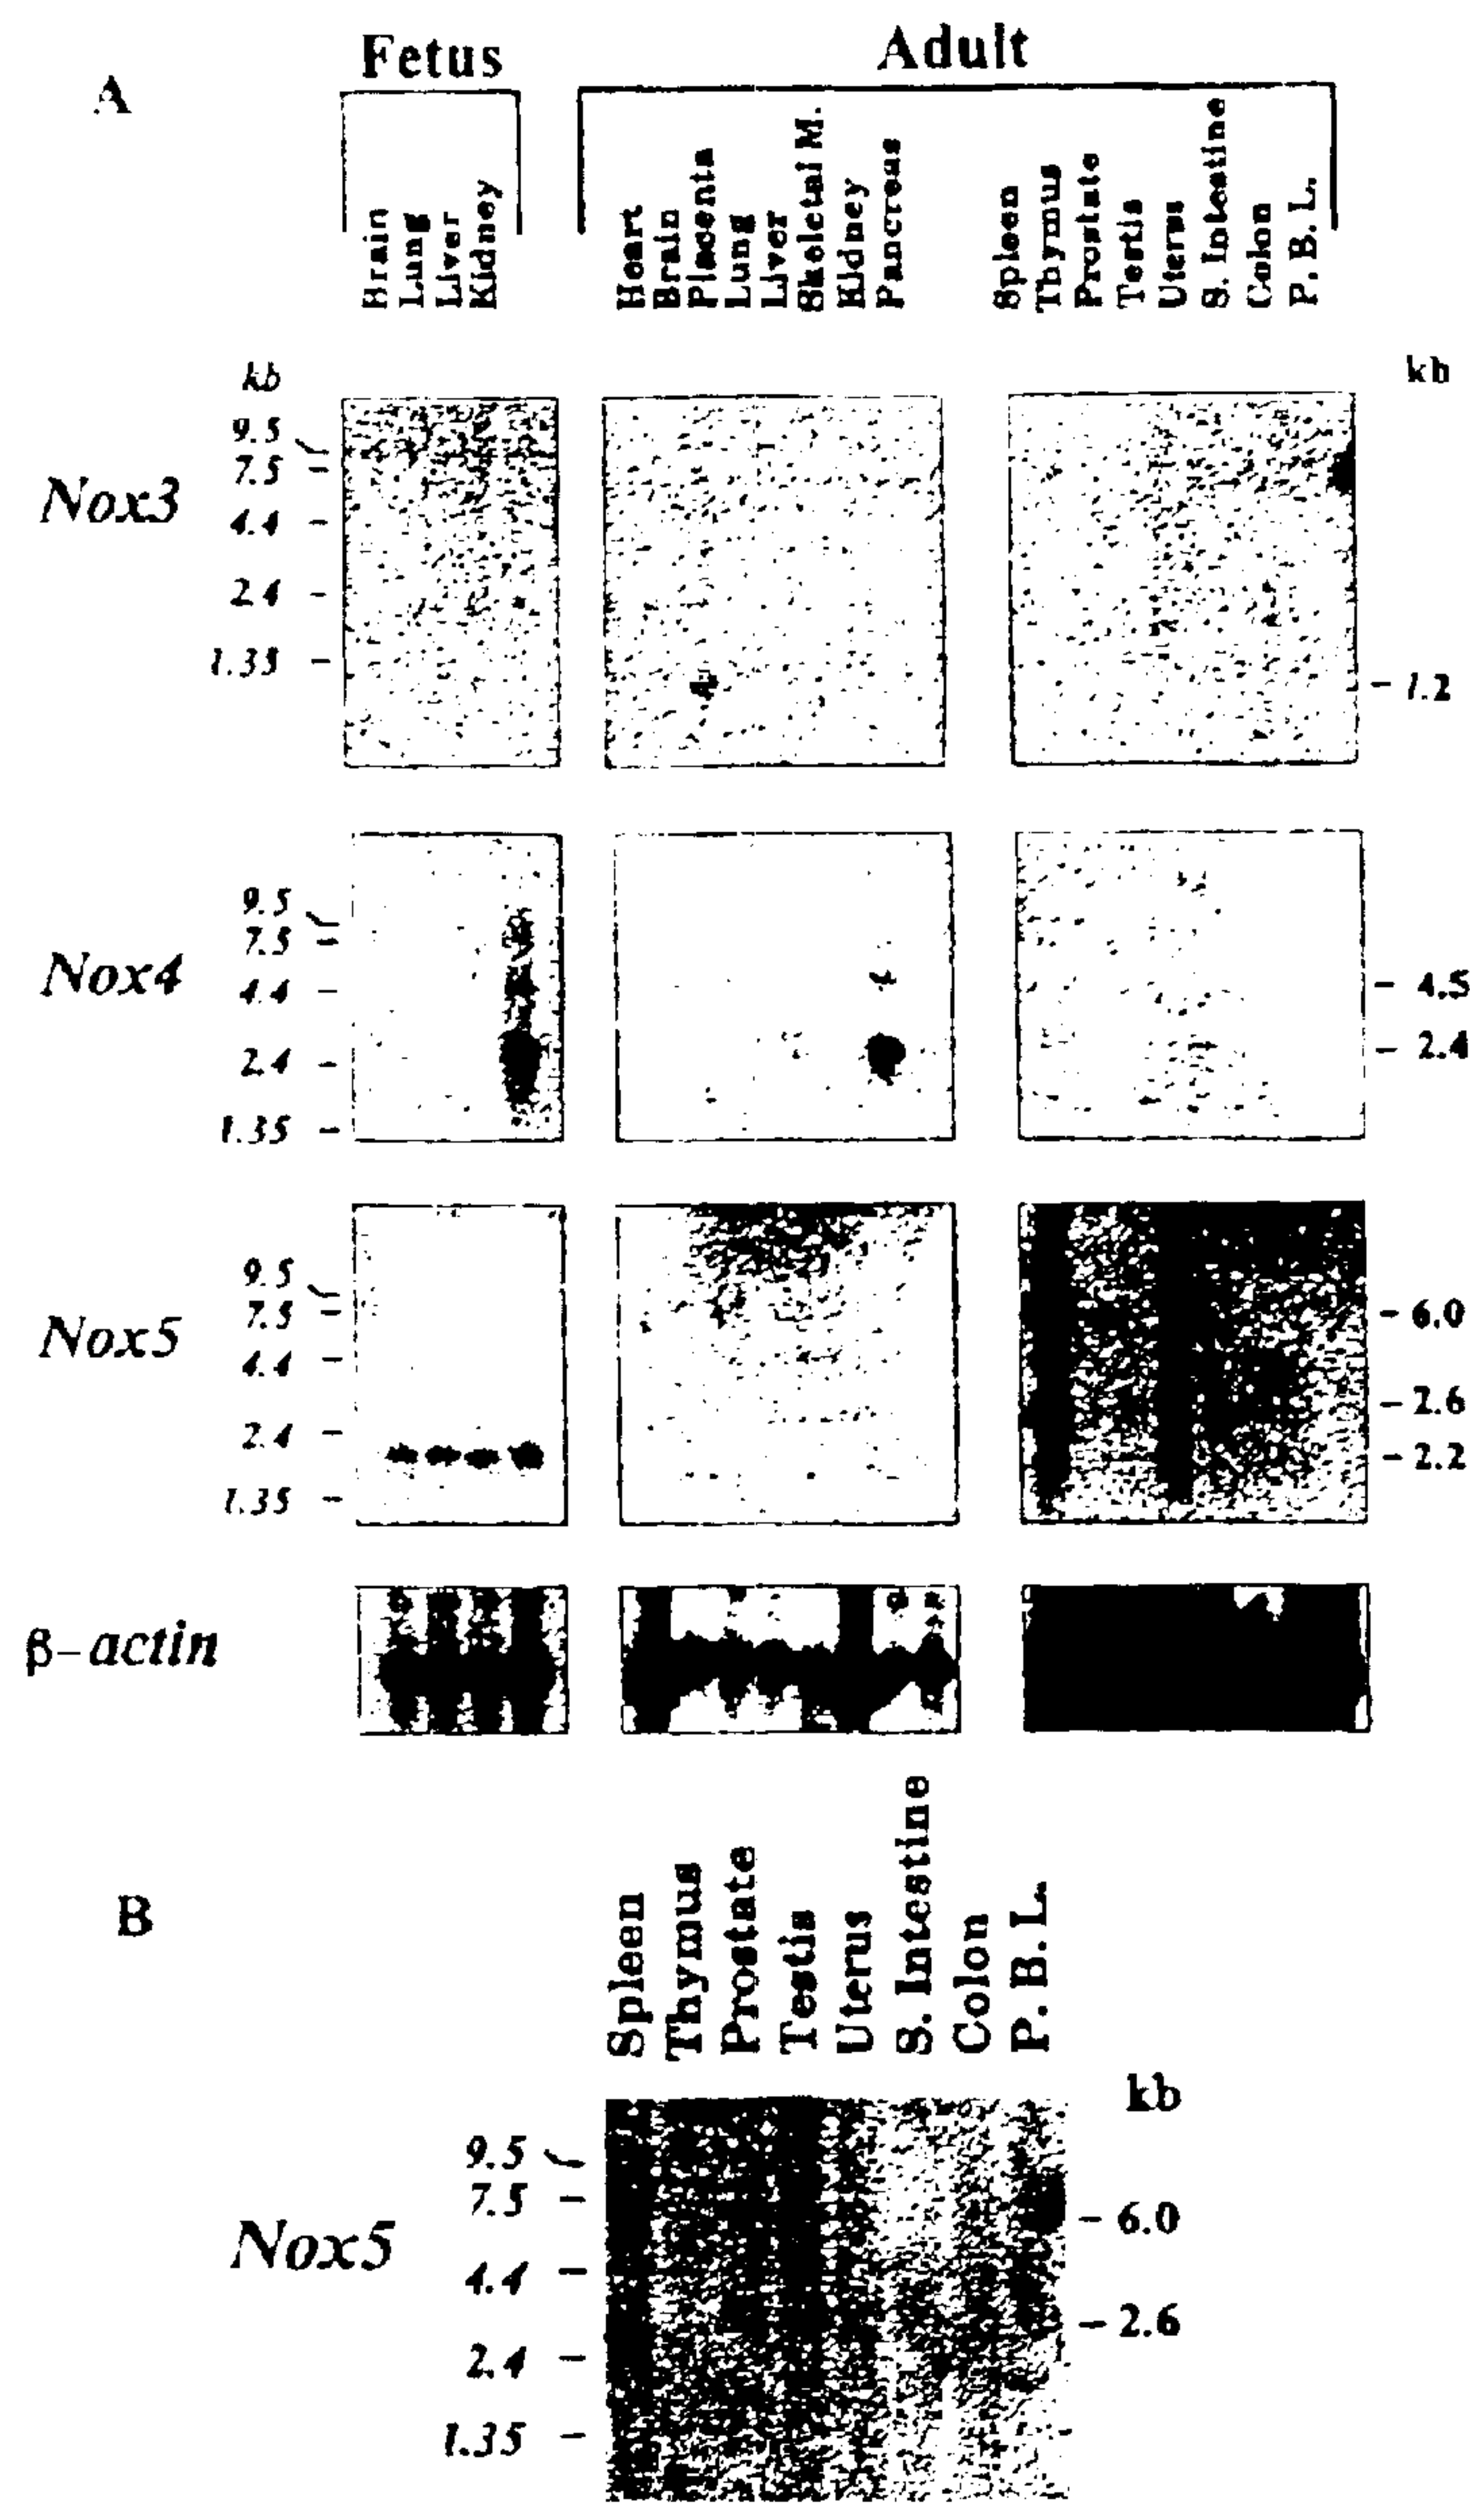 A
Fetus
Adult
Brain
Lung
Liver
Kidney
Heart
Brain
Placenta
Lung
Liver
Skeletal M.
Kidney
Pancreas
Spleen
Thymus
Prostate
Testis
Uterus
S. Intestine
Colon
P. B. L.
kb
kb
Nox3
9.5
7.5
4.4
2.4
1.35
1.2
Nox4
9.5
7.5
4.4
2.4
1.35
4.5
2.4
Nox5
9.5
7.5
4.4
2.4
1.35
6.0
2.6
2.2
β-actin
B
Spleen
Thymus
Prostate
Testis
Uterus
S. Intestine
Colon
P. B. L.
kb
Nox5
9.5
7.5
4.4
2.4
1.35
6.0
2.6